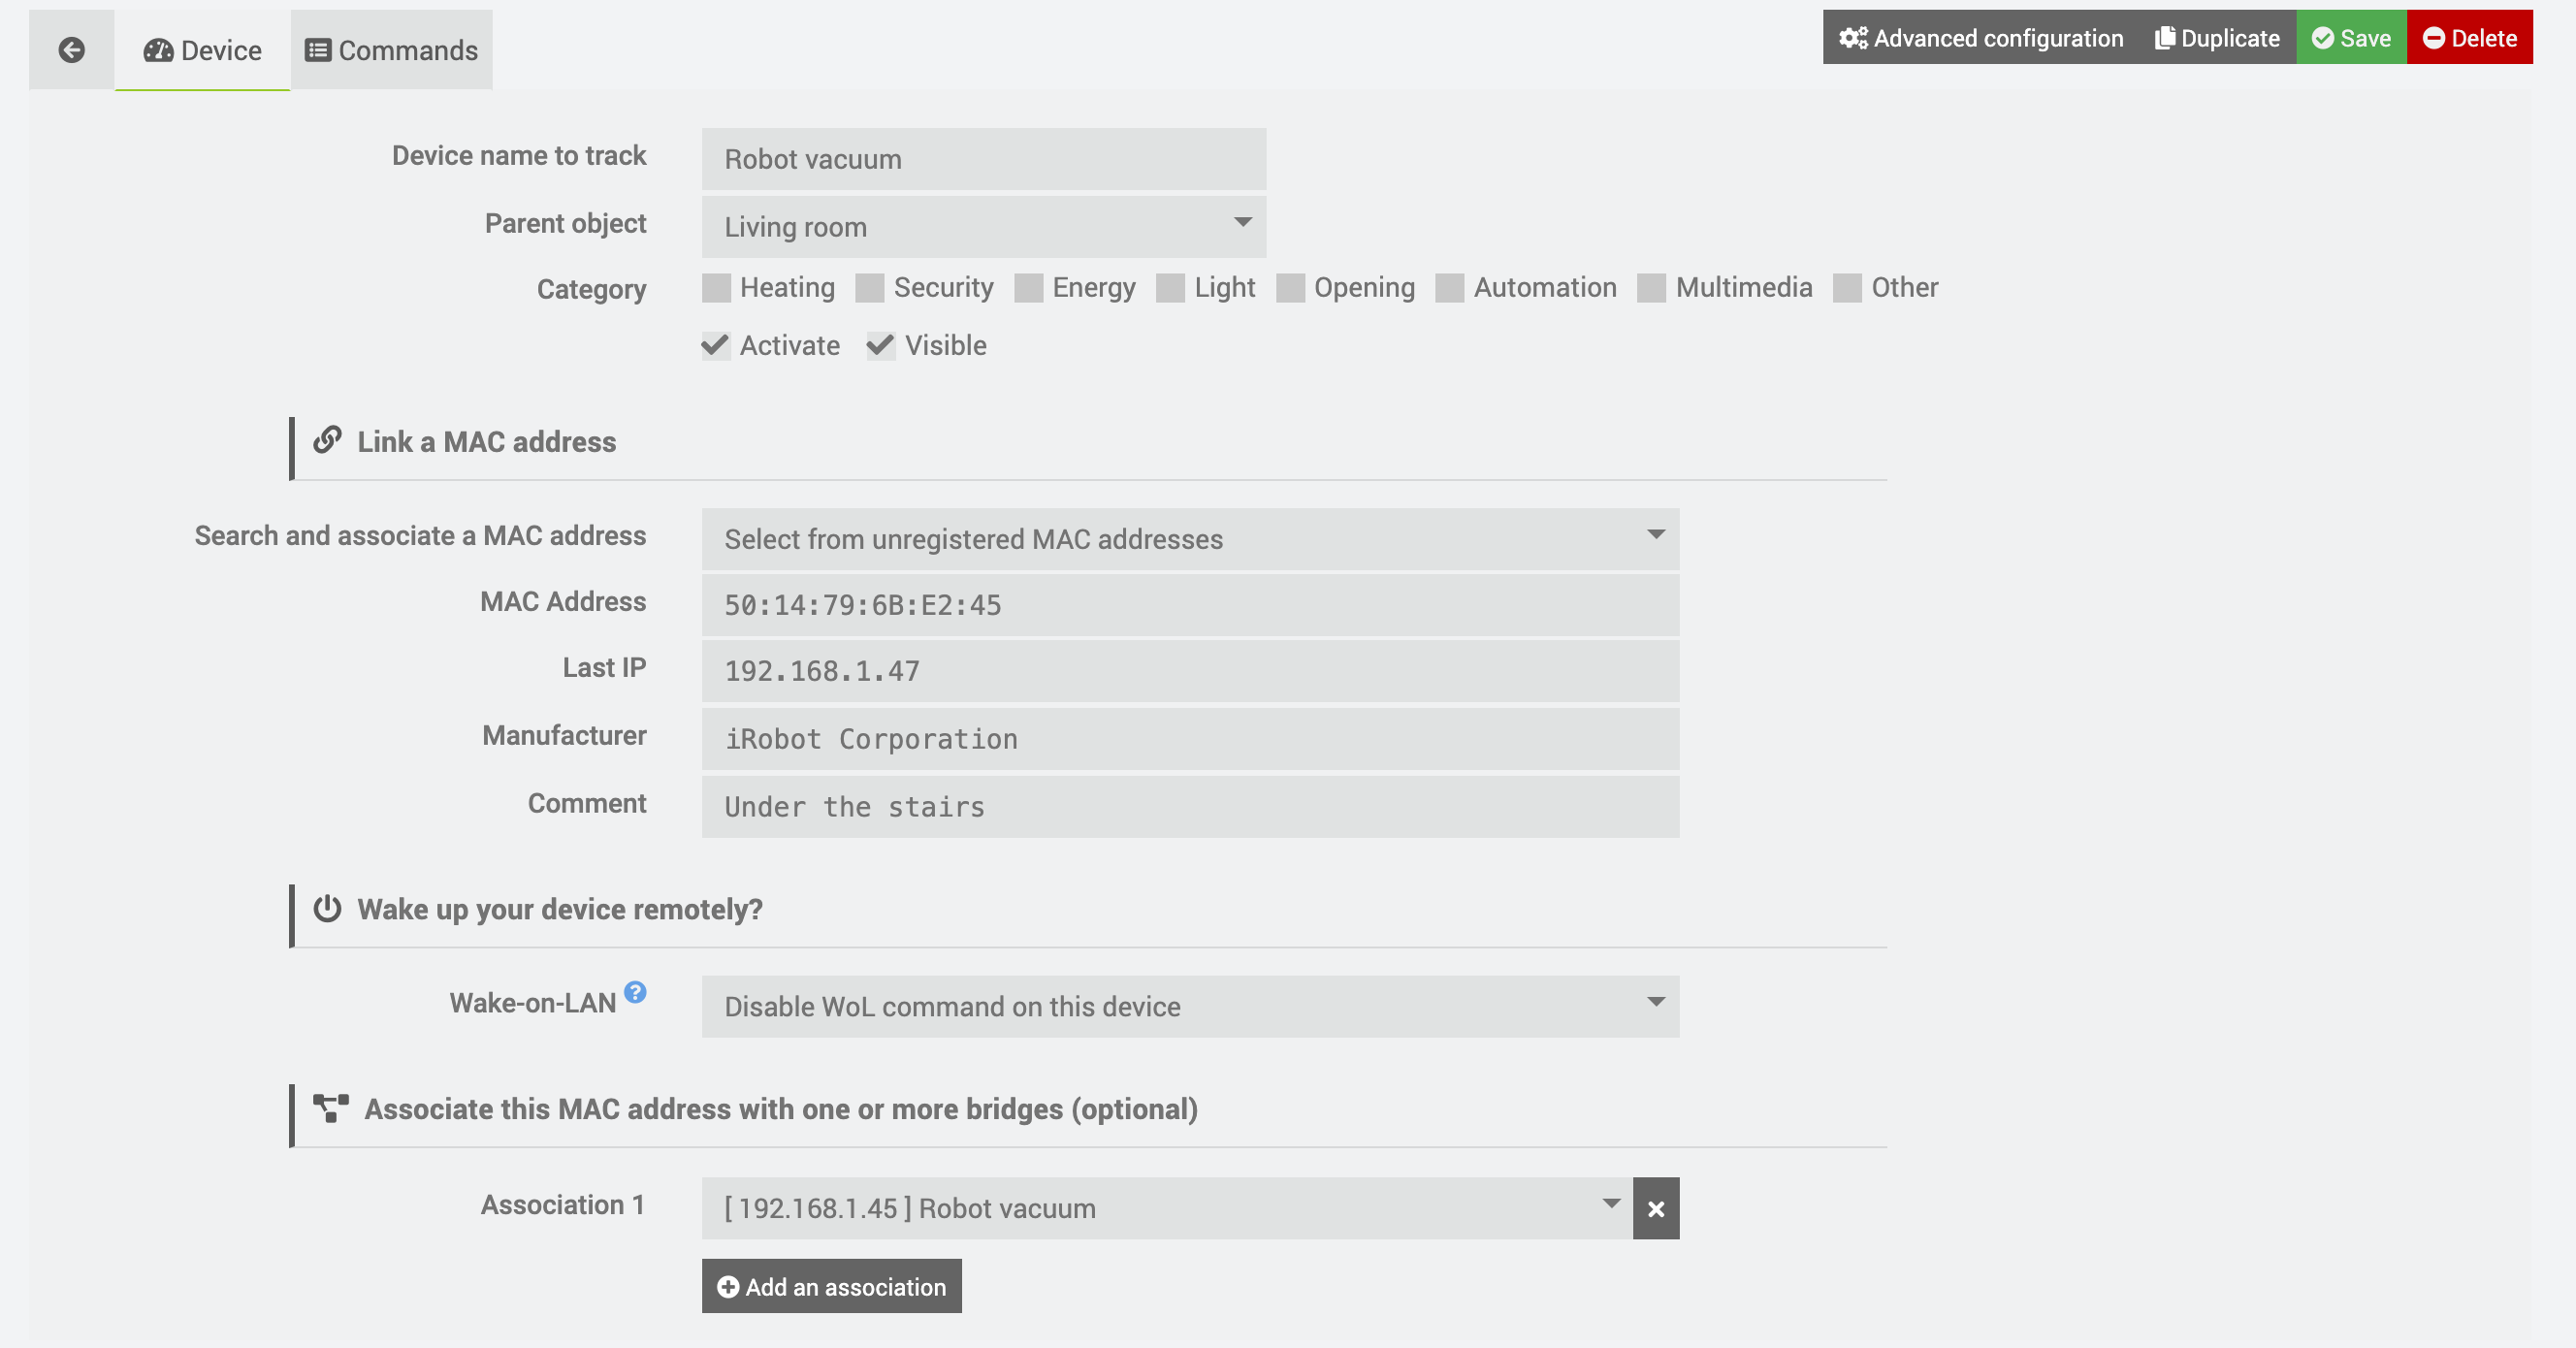 Device Commands Advanced configuration Duplicate Save Delete
Device name to track Robot vacuum
Parent object Living room
Category Heating Security Energy Light Opening Automation Multimedia Other
Activate Visible
Link a MAC address
Search and associate a MAC address Select from unregistered MAC addresses
MAC Address 50:14:79:6B:E2:45
Last IP 192.168.1.47
Manufacturer iRobot Corporation
Comment Under the stairs
Wake up your device remotely?
Wake-on-LAN ? Disable WoL command on this device
Associate this MAC address with one or more bridges (optional)
Association 1 [ 192.168.1.45 ] Robot vacuum
Add an association